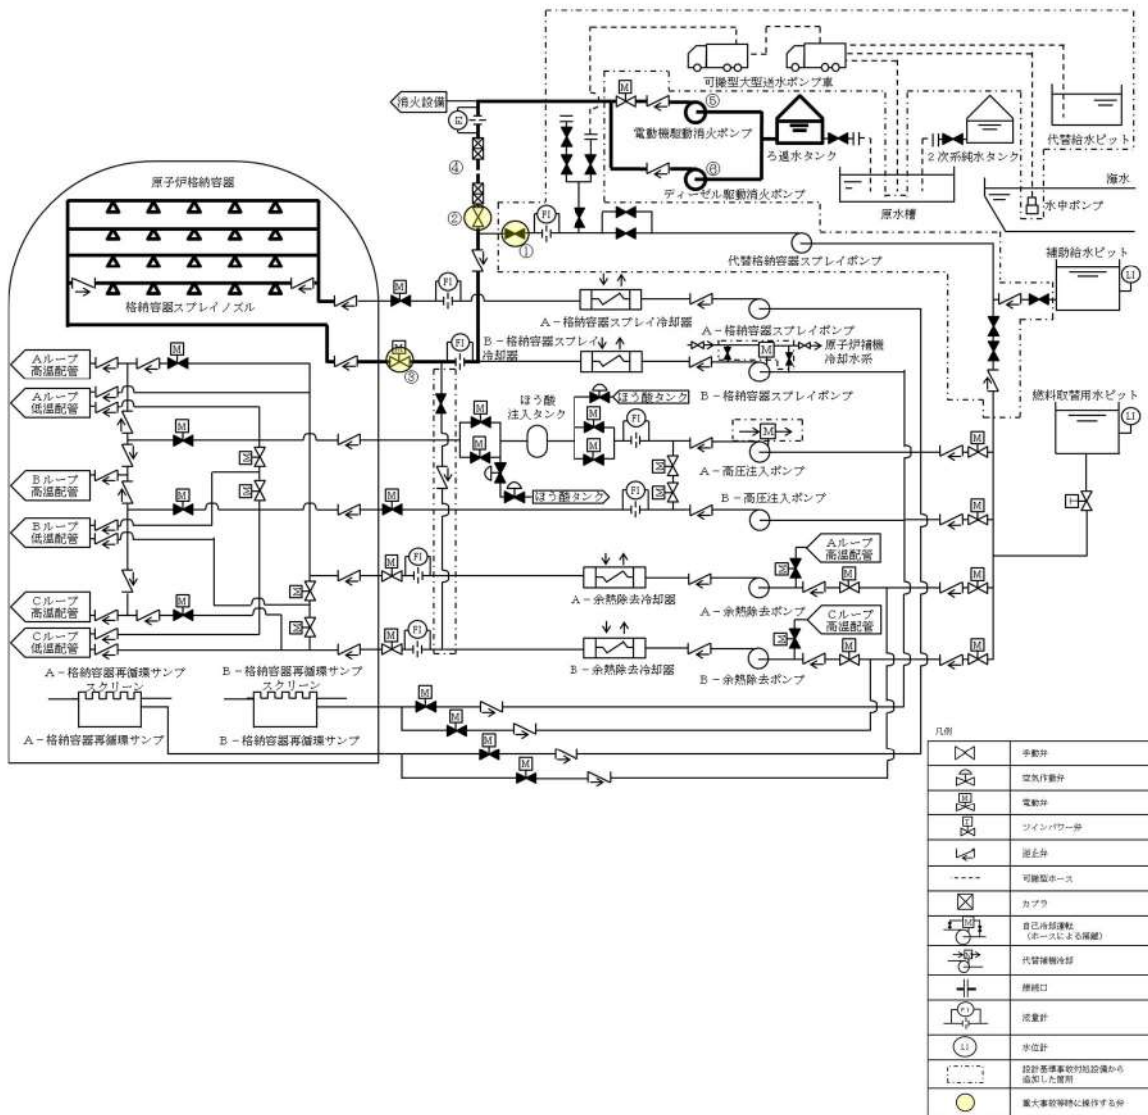 可搬型大型送水ポンプ車
消火設備
M
⑤
電動機駆動消火ポンプ
ろ過水タンク
2次系純水タンク
代替給水ピット
④
⑥
ディーゼル駆動消火ポンプ
原水槽
海水
水中ポンプ
原子炉格納容器
②
FI
①
代替格納容器スプレイポンプ
補助給水ピット
LI
格納容器スプレイノズル
M
FI
A-格納容器スプレイ冷却器
A-格納容器スプレイポンプ
B-格納容器スプレイ
冷却器
原子炉補機
冷却水系
M
FI
③
B-格納容器スプレイポンプ
燃料取替用水ピット
LI
Aループ
高温配管
M
Aループ
低温配管
ほう酸
注入タンク
ほう酸タンク
M
M
FI
M
M
M
M
M
A-高圧注入ポンプ
M
ほう酸タンク
Bループ
高温配管
M
M
M
M
FI
B-高圧注入ポンプ
M
T
Bループ
低温配管
Aループ
高温配管
M
FI
M
M
M
A-余熱除去冷却器
A-余熱除去ポンプ
Cループ
高温配管
M
M
Cループ
高温配管
Cループ
低温配管
M
M
FI
M
M
M
B-余熱除去冷却器
B-余熱除去ポンプ
A-格納容器再循環サンプ
スクリーン
B-格納容器再循環サンプ
スクリーン
M
M
A-格納容器再循環サンプ
B-格納容器再循環サンプ
M
M
凡例
手動弁
空気作動弁
M
電動弁
T
ツインパワー弁
逆止弁
可搬型ホース
カプラ
M
自己冷却運転
(ホースによる隔離)
代替補機冷却
接続口
FI
流量計
LI
水位計
設計基準事故対処設備から
追加した箇所
重大事故等時に操作する弁